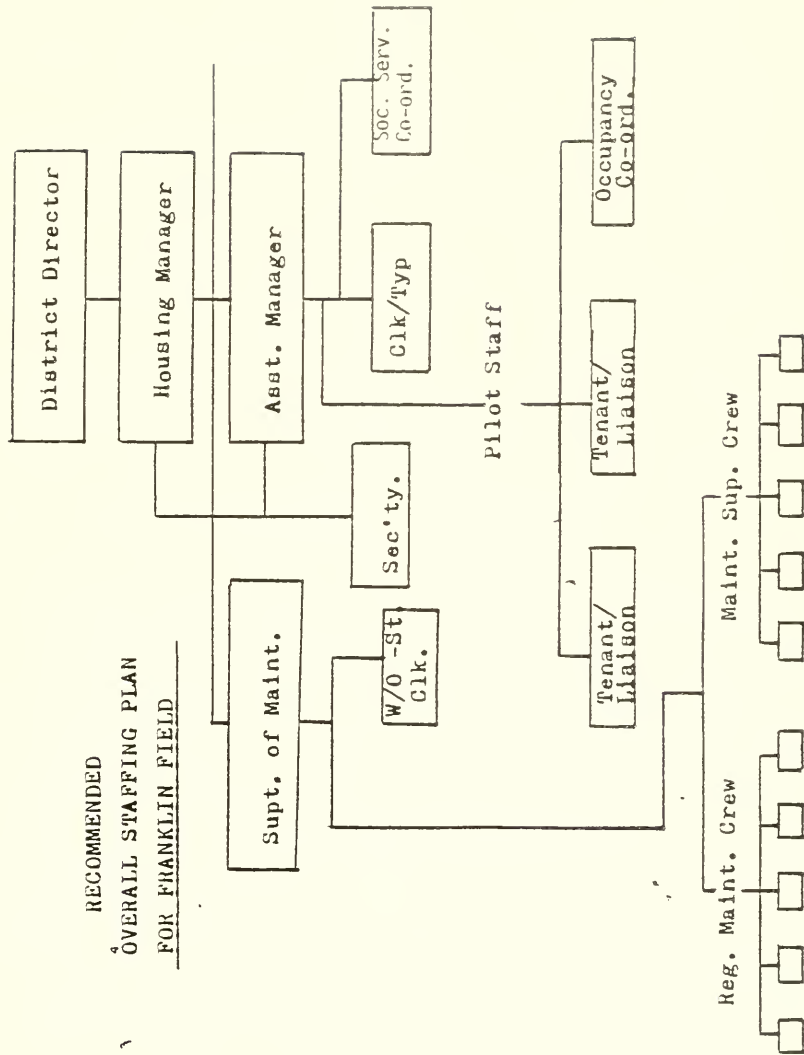 RECOMMENDED
OVERALL STAFFING PLAN
FOR FRANKLIN FIELD
District Director
Housing Manager
Asst. Manager
Supt. of Maint.
Sec'ty.
W/O -St.
Clk.
Clk/Typ
Soc. Serv.
Co-ord.
Pilot Staff
Tenant/
Liaison
Tenant/
Liaison
Occupancy
Co-ord.
Reg. Maint. Crew
Maint. Sup. Crew